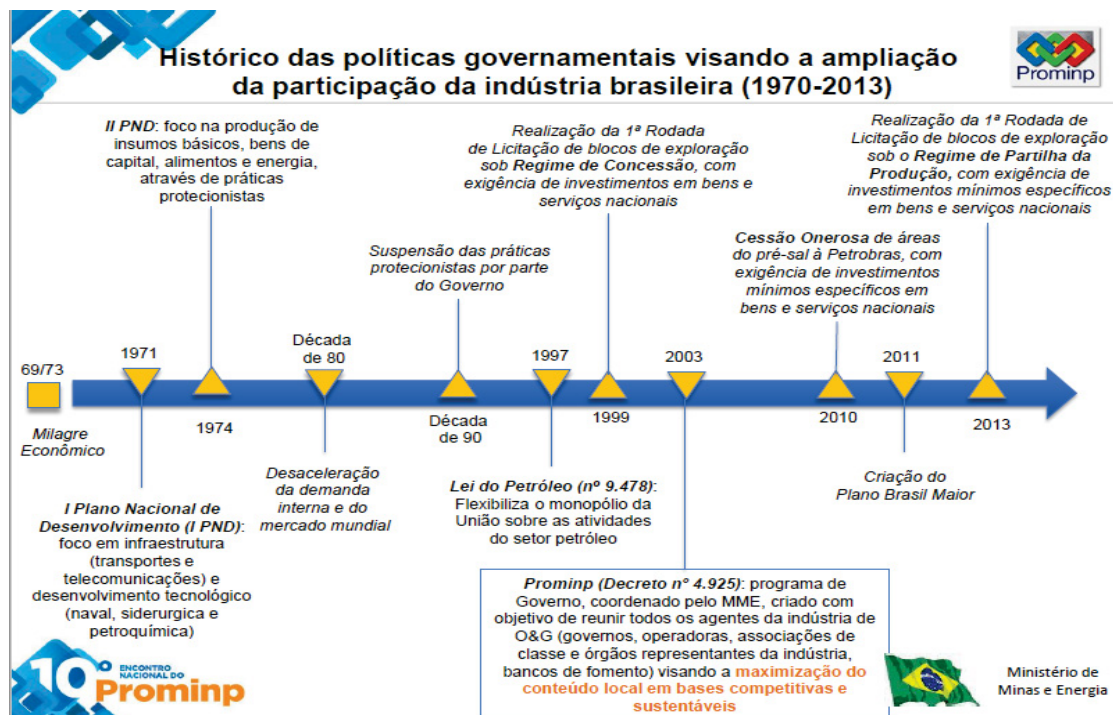 Histórico das políticas governamentais visando a ampliação
da participação da indústria brasileira (1970-2013)
Prominp
II PND: foco na produção de
insumos básicos, bens de
capital, alimentos e energia,
através de práticas
protecionistas
Suspensão das práticas
protecionistas por parte
do Governo
Realização da 1ª Rodada
de Licitação de blocos de exploração
sob Regime de Concessão, com
exigência de investimentos em bens e
serviços nacionais
Cessão Onerosa de áreas
do pré-sal à Petrobras, com
exigência de investimentos
mínimos específicos em
bens e serviços nacionais
Realização da 1ª Rodada de
Licitação de blocos de exploração
sob o Regime de Partilha da
Produção, com exigência de
investimentos mínimos específicos
em bens e serviços nacionais
69/73
1971
Década
de 80
1997
2003
2011
1974
Década
de 90
1999
2010
2013
Milagre
Econômico
I Plano Nacional de
Desenvolvimento (I PND):
foco em infraestrutura
(transportes e
telecomunicações) e
desenvolvimento tecnológico
(naval, siderurgica e
petroquímica)
Desaceleração
da demanda
interna e do
mercado mundial
Lei do Petróleo (nº 9.478):
Flexibiliza o monopólio da
União sobre as atividades
do setor petróleo
Criação do
Plano Brasil Maior
Prominp (Decreto nº 4.925): programa de
Governo, coordenado pelo MME, criado com
objetivo de reunir todos os agentes da indústria de
O&G (governos, operadoras, associações de
classe e órgãos representantes da indústria,
bancos de fomento) visando a maximização do
conteúdo local em bases competitivas e
sustentáveis
10º ENCONTRO
NACIONAL DO
Prominp
Ministério de
Minas e Energia